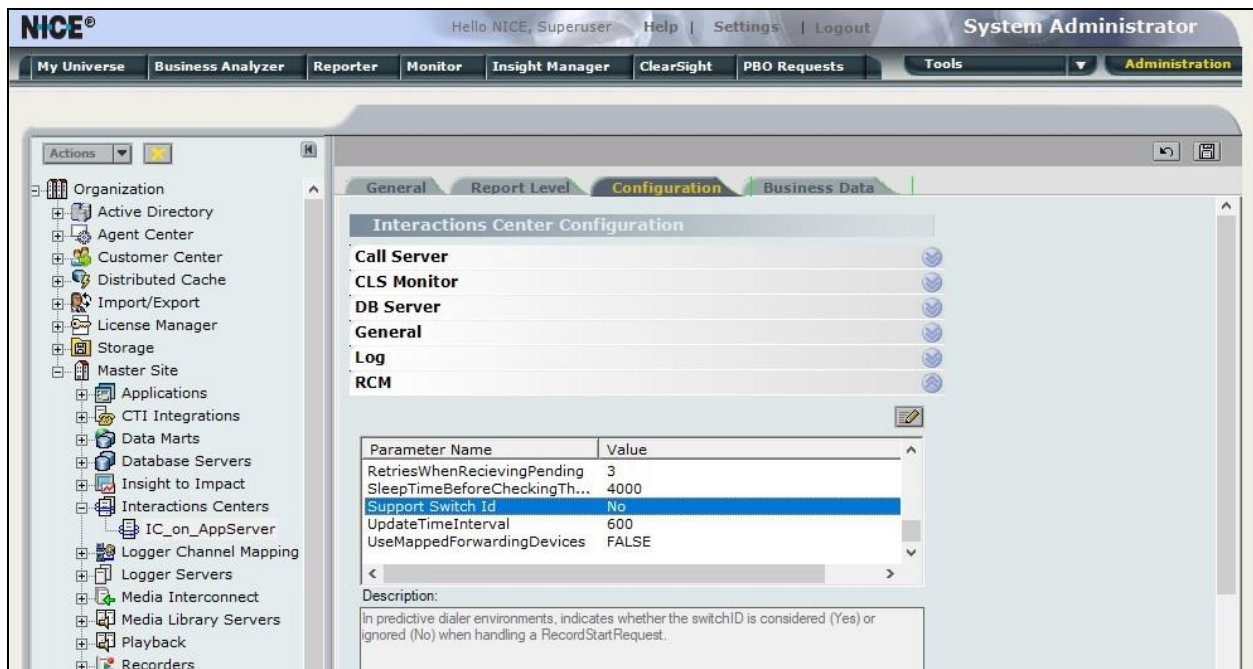 NICE®
Hello NICE, Superuser Help | Settings | Logout
System Administrator
My Universe Business Analyzer Reporter Monitor Insight Manager ClearSight PBO Requests Tools Administration
Actions
Organization
Active Directory
Agent Center
Customer Center
Distributed Cache
Import/Export
License Manager
Storage
Master Site
Applications
CTI Integrations
Data Marts
Database Servers
Insight to Impact
Interactions Centers
IC_on_AppServer
Logger Channel Mapping
Logger Servers
Media Interconnect
Media Library Servers
Playback
Recorders
General Report Level Configuration Business Data
Interactions Center Configuration
Call Server
CLS Monitor
DB Server
General
Log
RCM
Parameter Name Value
RetriesWhenRecievingPending 3
SleepTimeBeforeCheckingTh... 4000
Support Switch Id No
UpdateTimeInterval 600
UseMappedForwardingDevices FALSE
Description:
In predictive dialer environments, indicates whether the switchID is considered (Yes) or
ignored (No) when handling a RecordStartRequest.